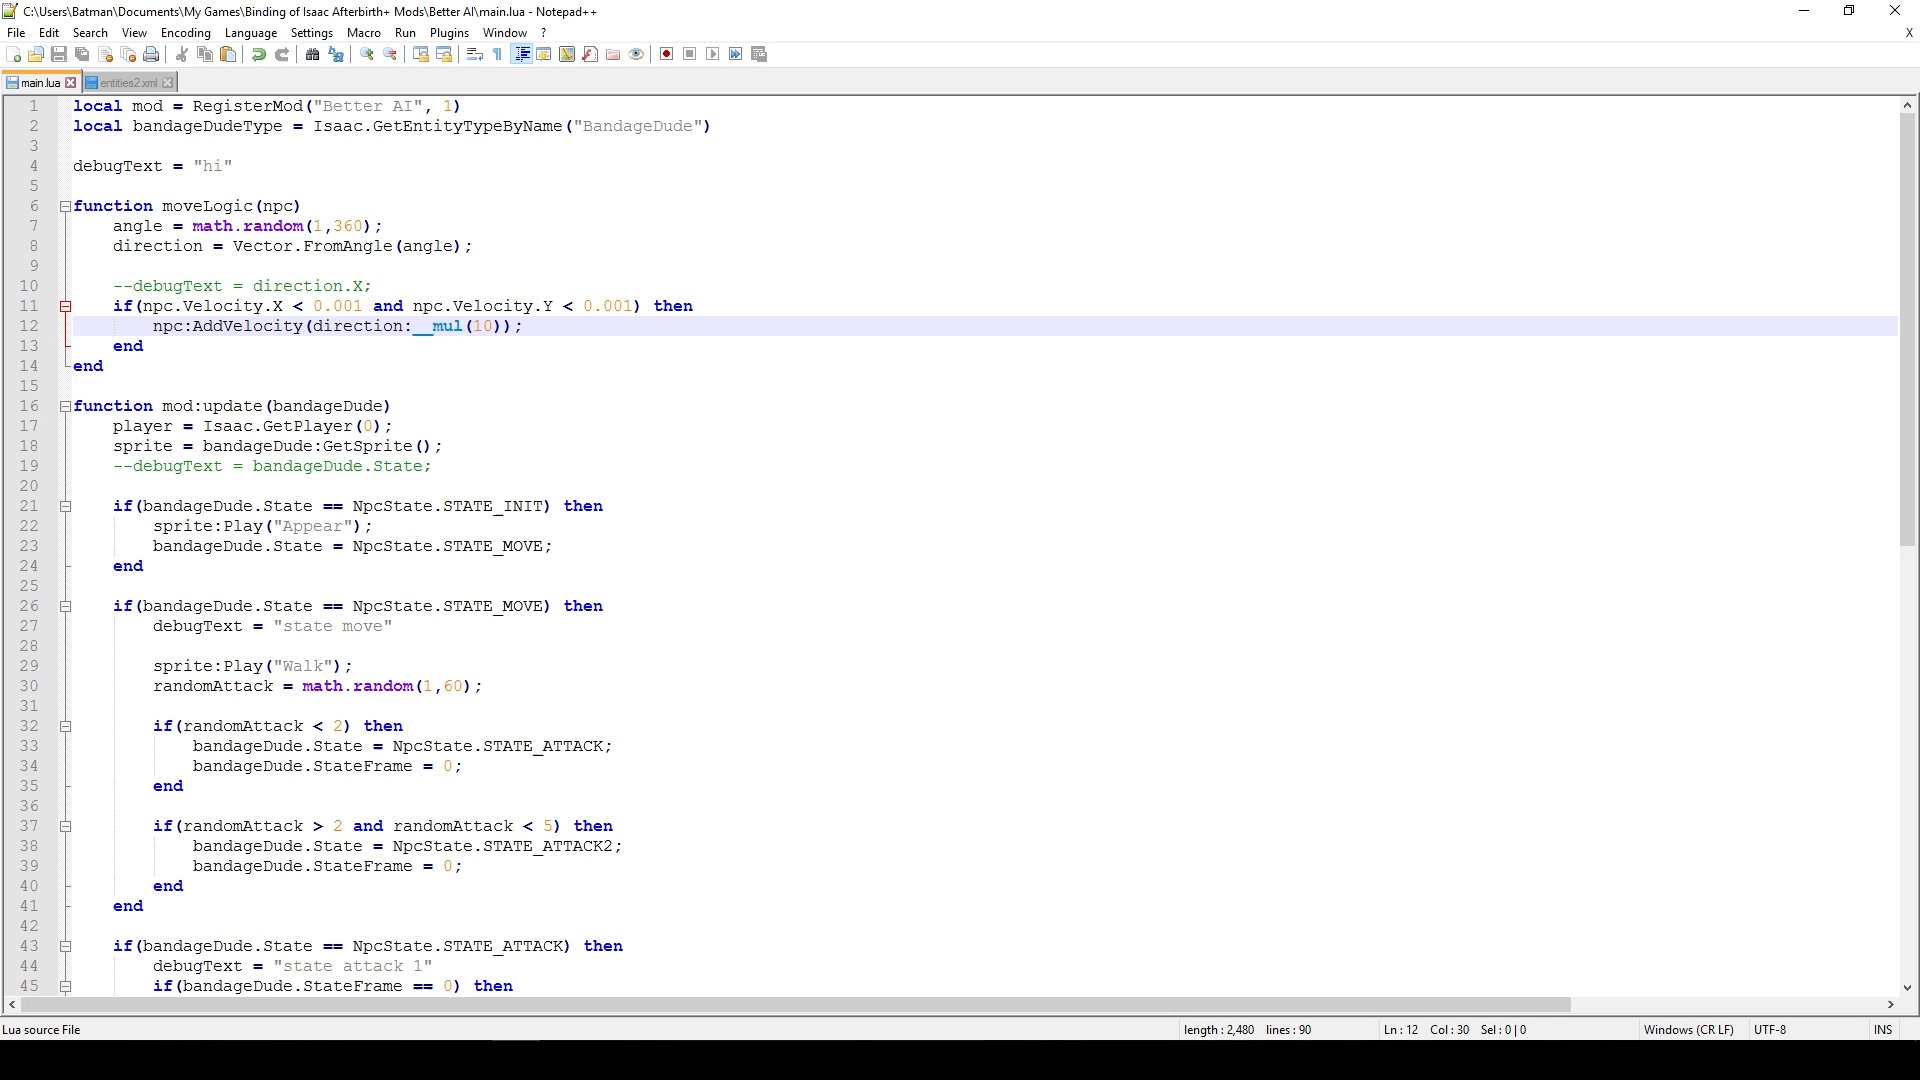 C:\Users\Batman\Documents\My Games\Binding of Isaac Afterbirth+ Mods\Better AI\main.lua - Notepad++
File Edit Search View Encoding Language Settings Macro Run Plugins Window ? X
main.lua entities2.xml
1 local mod = RegisterMod("Better AI", 1)
2 local bandageDudeType = Isaac.GetEntityTypeByName("BandageDude")
3
4 debugText = "hi"
5
6 function moveLogic(npc)
7 angle = math.random(1,360);
8 direction = Vector.FromAngle(angle);
9
10 --debugText = direction.X;
11 if(npc.Velocity.X < 0.001 and npc.Velocity.Y < 0.001) then
12 npc:AddVelocity(direction:__mul(10));
13 end
14 end
15
16 function mod:update(bandageDude)
17 player = Isaac.GetPlayer(0);
18 sprite = bandageDude:GetSprite();
19 --debugText = bandageDude.State;
20
21 if(bandageDude.State == NpcState.STATE_INIT) then
22 sprite:Play("Appear");
23 bandageDude.State = NpcState.STATE_MOVE;
24 end
25
26 if(bandageDude.State == NpcState.STATE_MOVE) then
27 debugText = "state move"
28
29 sprite:Play("Walk");
30 randomAttack = math.random(1,60);
31
32 if(randomAttack < 2) then
33 bandageDude.State = NpcState.STATE_ATTACK;
34 bandageDude.StateFrame = 0;
35 end
36
37 if(randomAttack > 2 and randomAttack < 5) then
38 bandageDude.State = NpcState.STATE_ATTACK2;
39 bandageDude.StateFrame = 0;
40 end
41 end
42
43 if(bandageDude.State == NpcState.STATE_ATTACK) then
44 debugText = "state attack 1"
45 if(bandageDude.StateFrame == 0) then
Lua source File length : 2,480 lines : 90 Ln : 12 Col : 30 Sel : 0 | 0 Windows (CR LF) UTF-8 INS